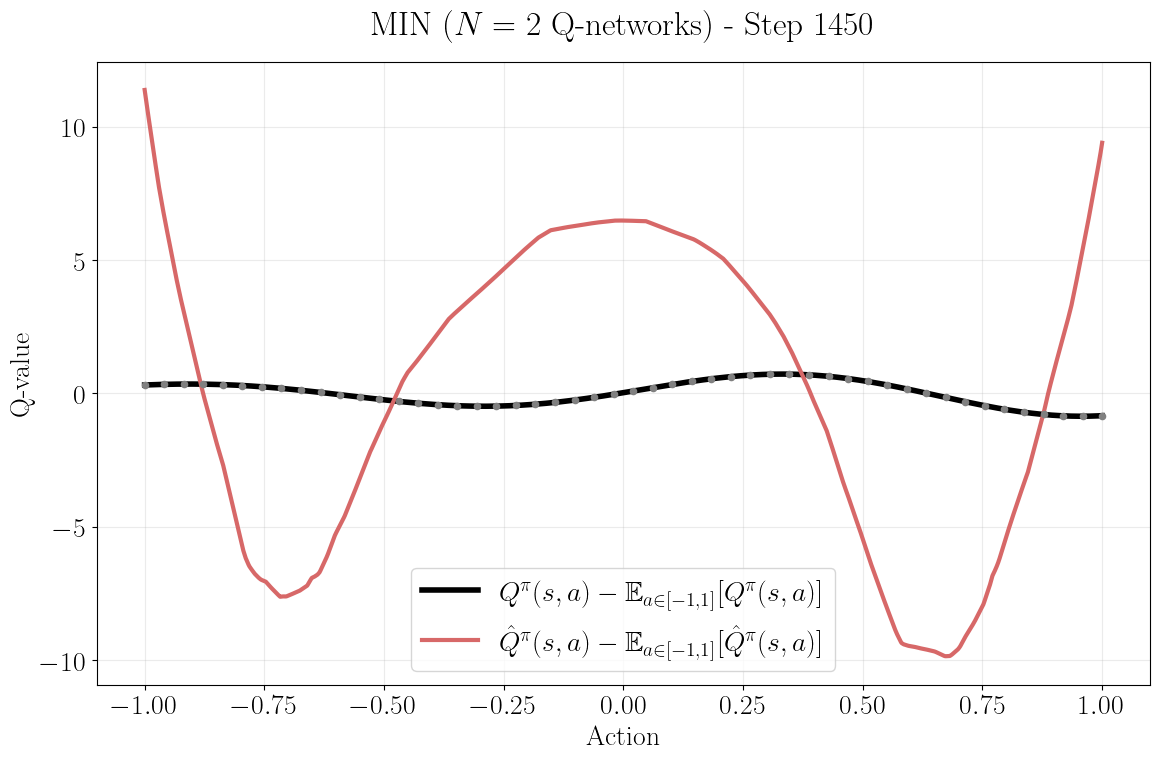 MIN (N = 2 Q-networks) - Step 1450
Q-value
10
5
0
−5
−10
Q^π(s, a) − 𝔼_{a∈[−1,1]}[Q^π(s, a)]
Q̂^π(s, a) − 𝔼_{a∈[−1,1]}[Q̂^π(s, a)]
−1.00 −0.75 −0.50 −0.25 0.00 0.25 0.50 0.75 1.00
Action